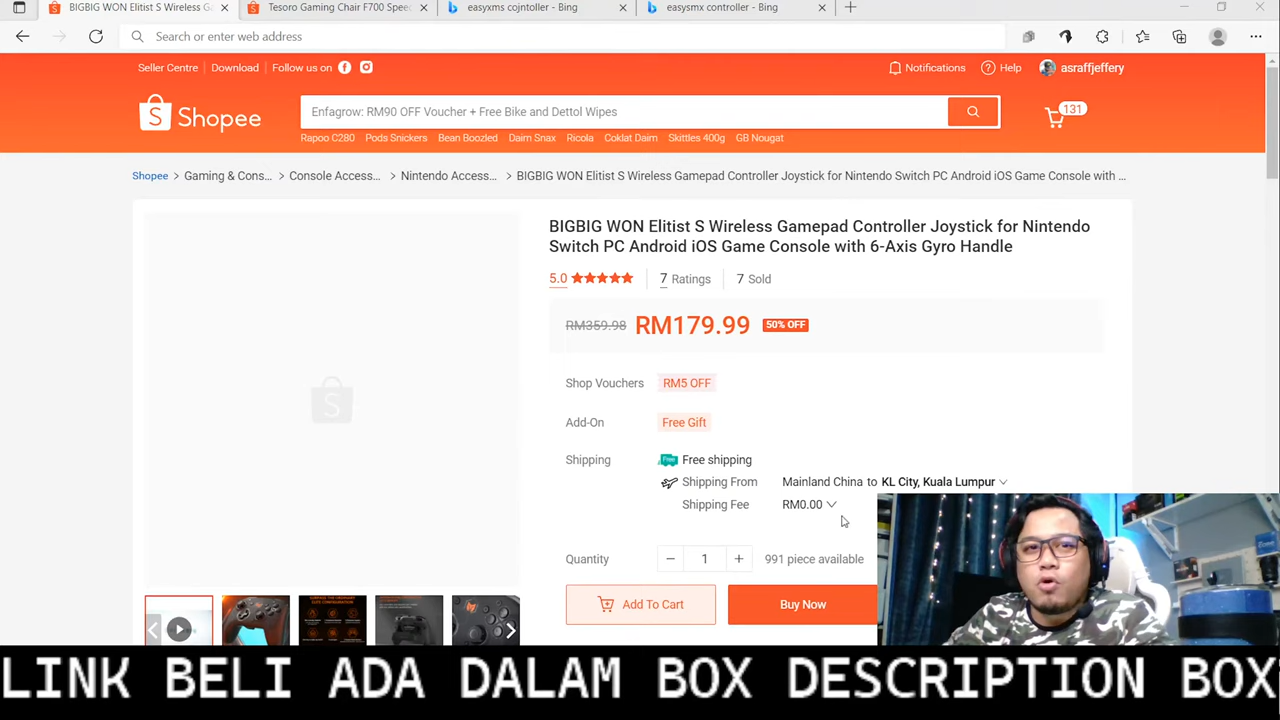 BIGBIG WON Elitist S Wireless G
Tesoro Gaming Chair F700 Spee
easyxms cojntoller - Bing
easysmx controller - Bing
Search or enter web address
Seller Centre
Download
Follow us on
Notifications
Help
asraffjeffery
Shopee
Enfagrow: RM90 OFF Voucher + Free Bike and Dettol Wipes
131
Rapoo C280 Pods Snickers Bean Boozled Daim Snax Ricola Coklat Daim Skittles 400g GB Nougat
Shopee > Gaming & Cons... > Console Access... > Nintendo Access... > BIGBIG WON Elitist S Wireless Gamepad Controller Joystick for Nintendo Switch PC Android iOS Game Console with ...
BIGBIG WON Elitist S Wireless Gamepad Controller Joystick for Nintendo
Switch PC Android iOS Game Console with 6-Axis Gyro Handle
5.0
7 Ratings
7 Sold
RM359.98 RM179.99 50% OFF
Shop Vouchers RM5 OFF
Add-On Free Gift
Shipping Free shipping
Shipping From Mainland China to KL City, Kuala Lumpur
Shipping Fee RM0.00
Quantity − 1 + 991 piece available
Add To Cart
Buy Now
LINK BELI ADA DALAM BOX DESCRIPTION BOX